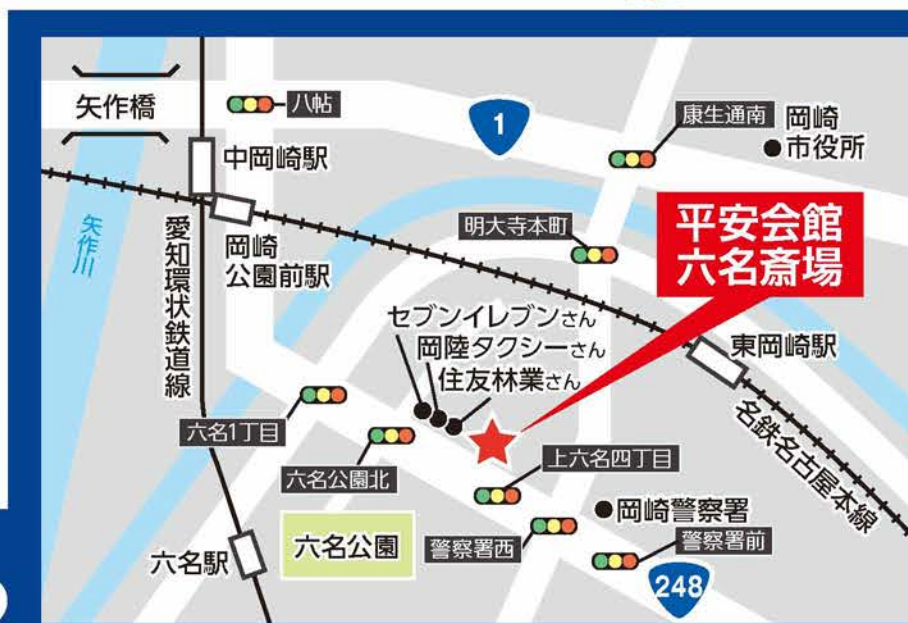 矢作橋
八帖
1
康生通南
岡崎
市役所
中岡崎駅
矢作川
愛知環状鉄道線
岡崎
公園前駅
明大寺本町
平安会館
六名斎場
セブンイレブンさん
岡陸タクシーさん
住友林業さん
東岡崎駅
名鉄名古屋本線
六名1丁目
六名公園北
上六名四丁目
岡崎警察署
六名公園
警察署西
警察署前
六名駅
248